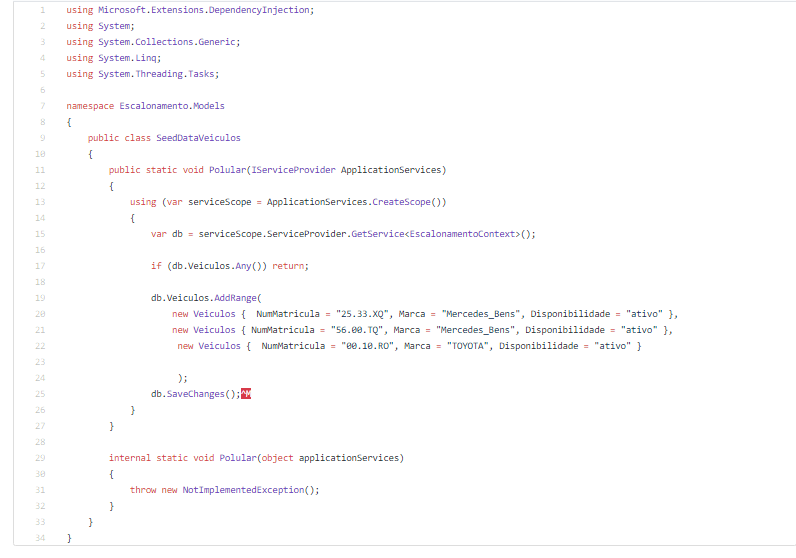 1 using Microsoft.Extensions.DependencyInjection;
2 using System;
3 using System.Collections.Generic;
4 using System.Linq;
5 using System.Threading.Tasks;
6
7 namespace Escalonamento.Models
8 {
9 public class SeedDataVeiculos
10 {
11 public static void Polular(IServiceProvider ApplicationServices)
12 {
13 using (var serviceScope = ApplicationServices.CreateScope())
14 {
15 var db = serviceScope.ServiceProvider.GetService<EscalonamentoContext>();
16
17 if (db.Veiculos.Any()) return;
18
19 db.Veiculos.AddRange(
20 new Veiculos {  NumMatricula = "25.33.XQ", Marca = "Mercedes_Bens", Disponibilidade = "ativo" },
21 new Veiculos { NumMatricula = "56.00.TQ", Marca = "Mercedes_Bens", Disponibilidade = "ativo" },
22 new Veiculos {  NumMatricula = "00.10.RO", Marca = "TOYOTA", Disponibilidade = "ativo" }
23
24 );
25 db.SaveChanges();^M
26 }
27 }
28
29 internal static void Polular(object applicationServices)
30 {
31 throw new NotImplementedException();
32 }
33 }
34 }